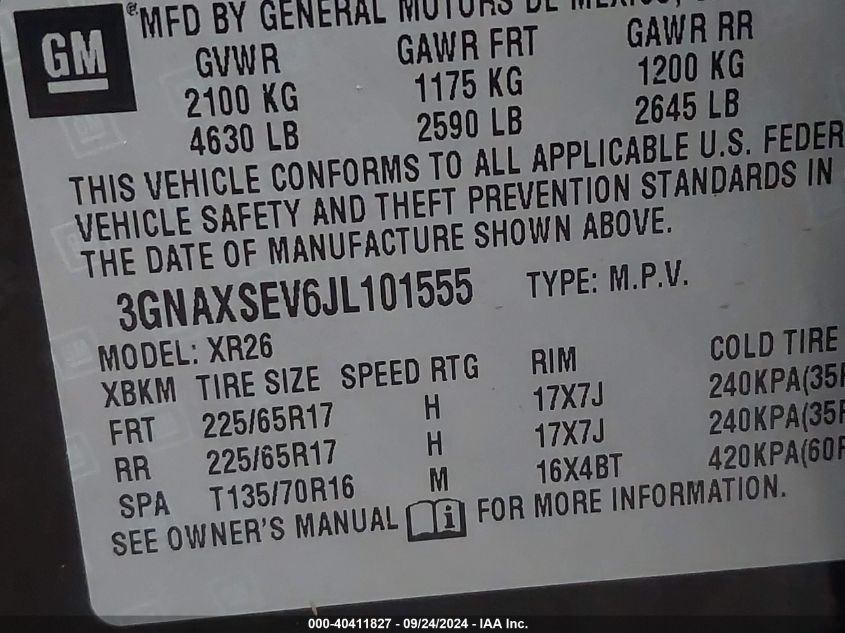 GM
MFD BY GENERAL MOTORS DE MEXICO,
GVWR GAWR FRT GAWR RR
2100 KG 1175 KG 1200 KG
4630 LB 2590 LB 2645 LB
THIS VEHICLE CONFORMS TO ALL APPLICABLE U.S. FEDER
VEHICLE SAFETY AND THEFT PREVENTION STANDARDS IN
THE DATE OF MANUFACTURE SHOWN ABOVE.
3GNAXSEV6JL101555 TYPE: M.P.V.
MODEL: XR26
XBKM TIRE SIZE SPEED RTG RIM COLD TIRE
FRT 225/65R17 H 17X7J 240KPA(35P
RR 225/65R17 H 17X7J 240KPA(35P
SPA T135/70R16 M 16X4BT 420KPA(60P
SEE OWNER'S MANUAL i FOR MORE INFORMATION.
000-40411827 - 09/24/2024 - IAA Inc.